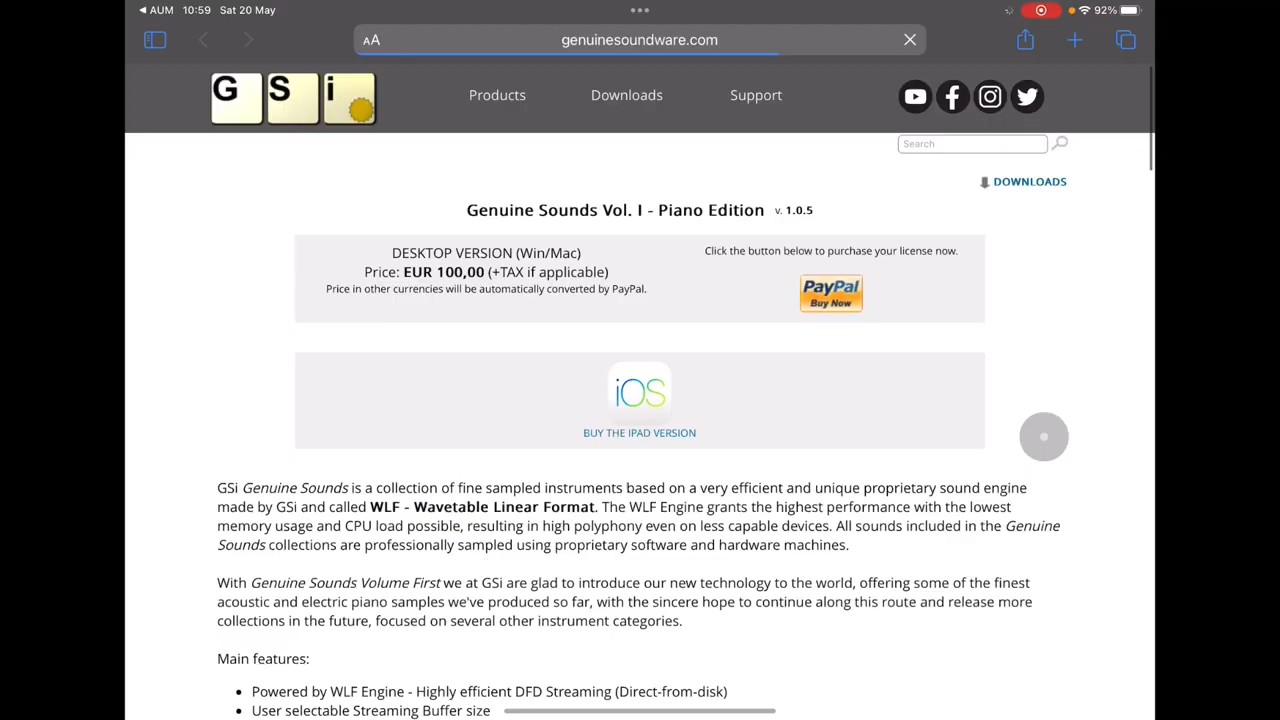 ◀ AUM 10:59 Sat 20 May
92%
AA genuinesoundware.com
G S i
Products Downloads Support
Search
DOWNLOADS
Genuine Sounds Vol. I - Piano Edition v. 1.0.5
DESKTOP VERSION (Win/Mac)
Price: EUR 100,00 (+TAX if applicable)
Price in other currencies will be automatically converted by PayPal.
Click the button below to purchase your license now.
PayPal
Buy Now
iOS
BUY THE IPAD VERSION
GSi Genuine Sounds is a collection of fine sampled instruments based on a very efficient and unique proprietary sound engine
made by GSi and called WLF - Wavetable Linear Format. The WLF Engine grants the highest performance with the lowest
memory usage and CPU load possible, resulting in high polyphony even on less capable devices. All sounds included in the Genuine
Sounds collections are professionally sampled using proprietary software and hardware machines.
With Genuine Sounds Volume First we at GSi are glad to introduce our new technology to the world, offering some of the finest
acoustic and electric piano samples we've produced so far, with the sincere hope to continue along this route and release more
collections in the future, focused on several other instrument categories.
Main features:
• Powered by WLF Engine - Highly efficient DFD Streaming (Direct-from-disk)
• User selectable Streaming Buffer size